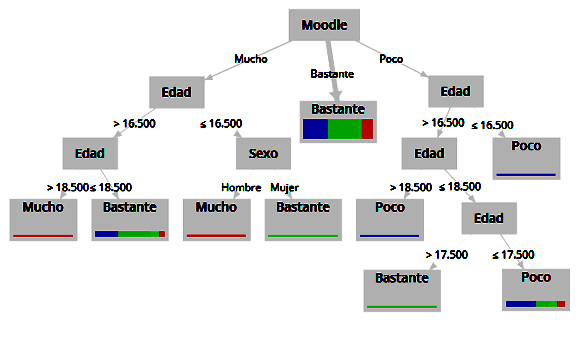 Moodle
Mucho
Bastante
Poco
Edad
Bastante
Edad
> 16.500
≤ 16.500
> 16.500
≤ 16.500
Edad
Sexo
Edad
Poco
> 18.500
≤ 18.500
Hombre
Mujer
> 18.500
≤ 18.500
Mucho
Bastante
Mucho
Bastante
Poco
Edad
> 17.500
≤ 17.500
Bastante
Poco